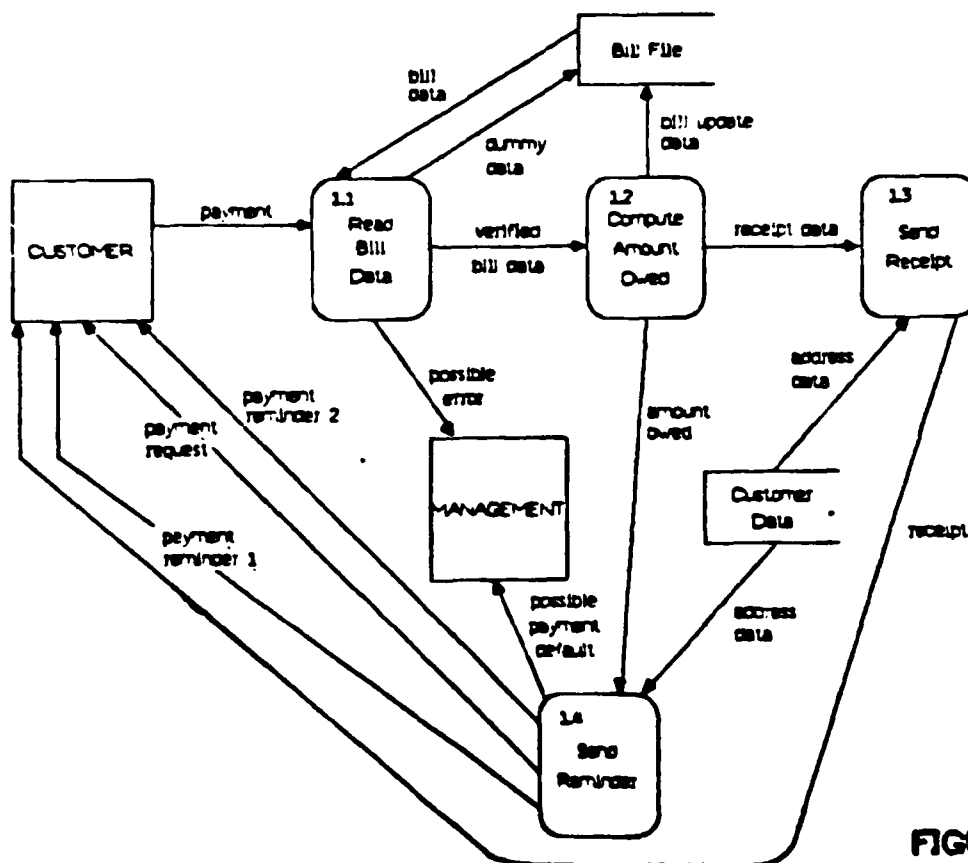 Bill File
bill
data
dummy
data
bill update
data
CUSTOMER
payment
1.1
Read
Bill
Data
verified
bill data
1.2
Compute
Amount
Owed
receipt data
1.3
Send
Receipt
possible
error
payment
reminder 2
payment
request
amount
owed
address
data
MANAGEMENT
Customer
Data
receipt
payment
reminder 1
possible
payment
default
address
data
1.4
Send
Reminder